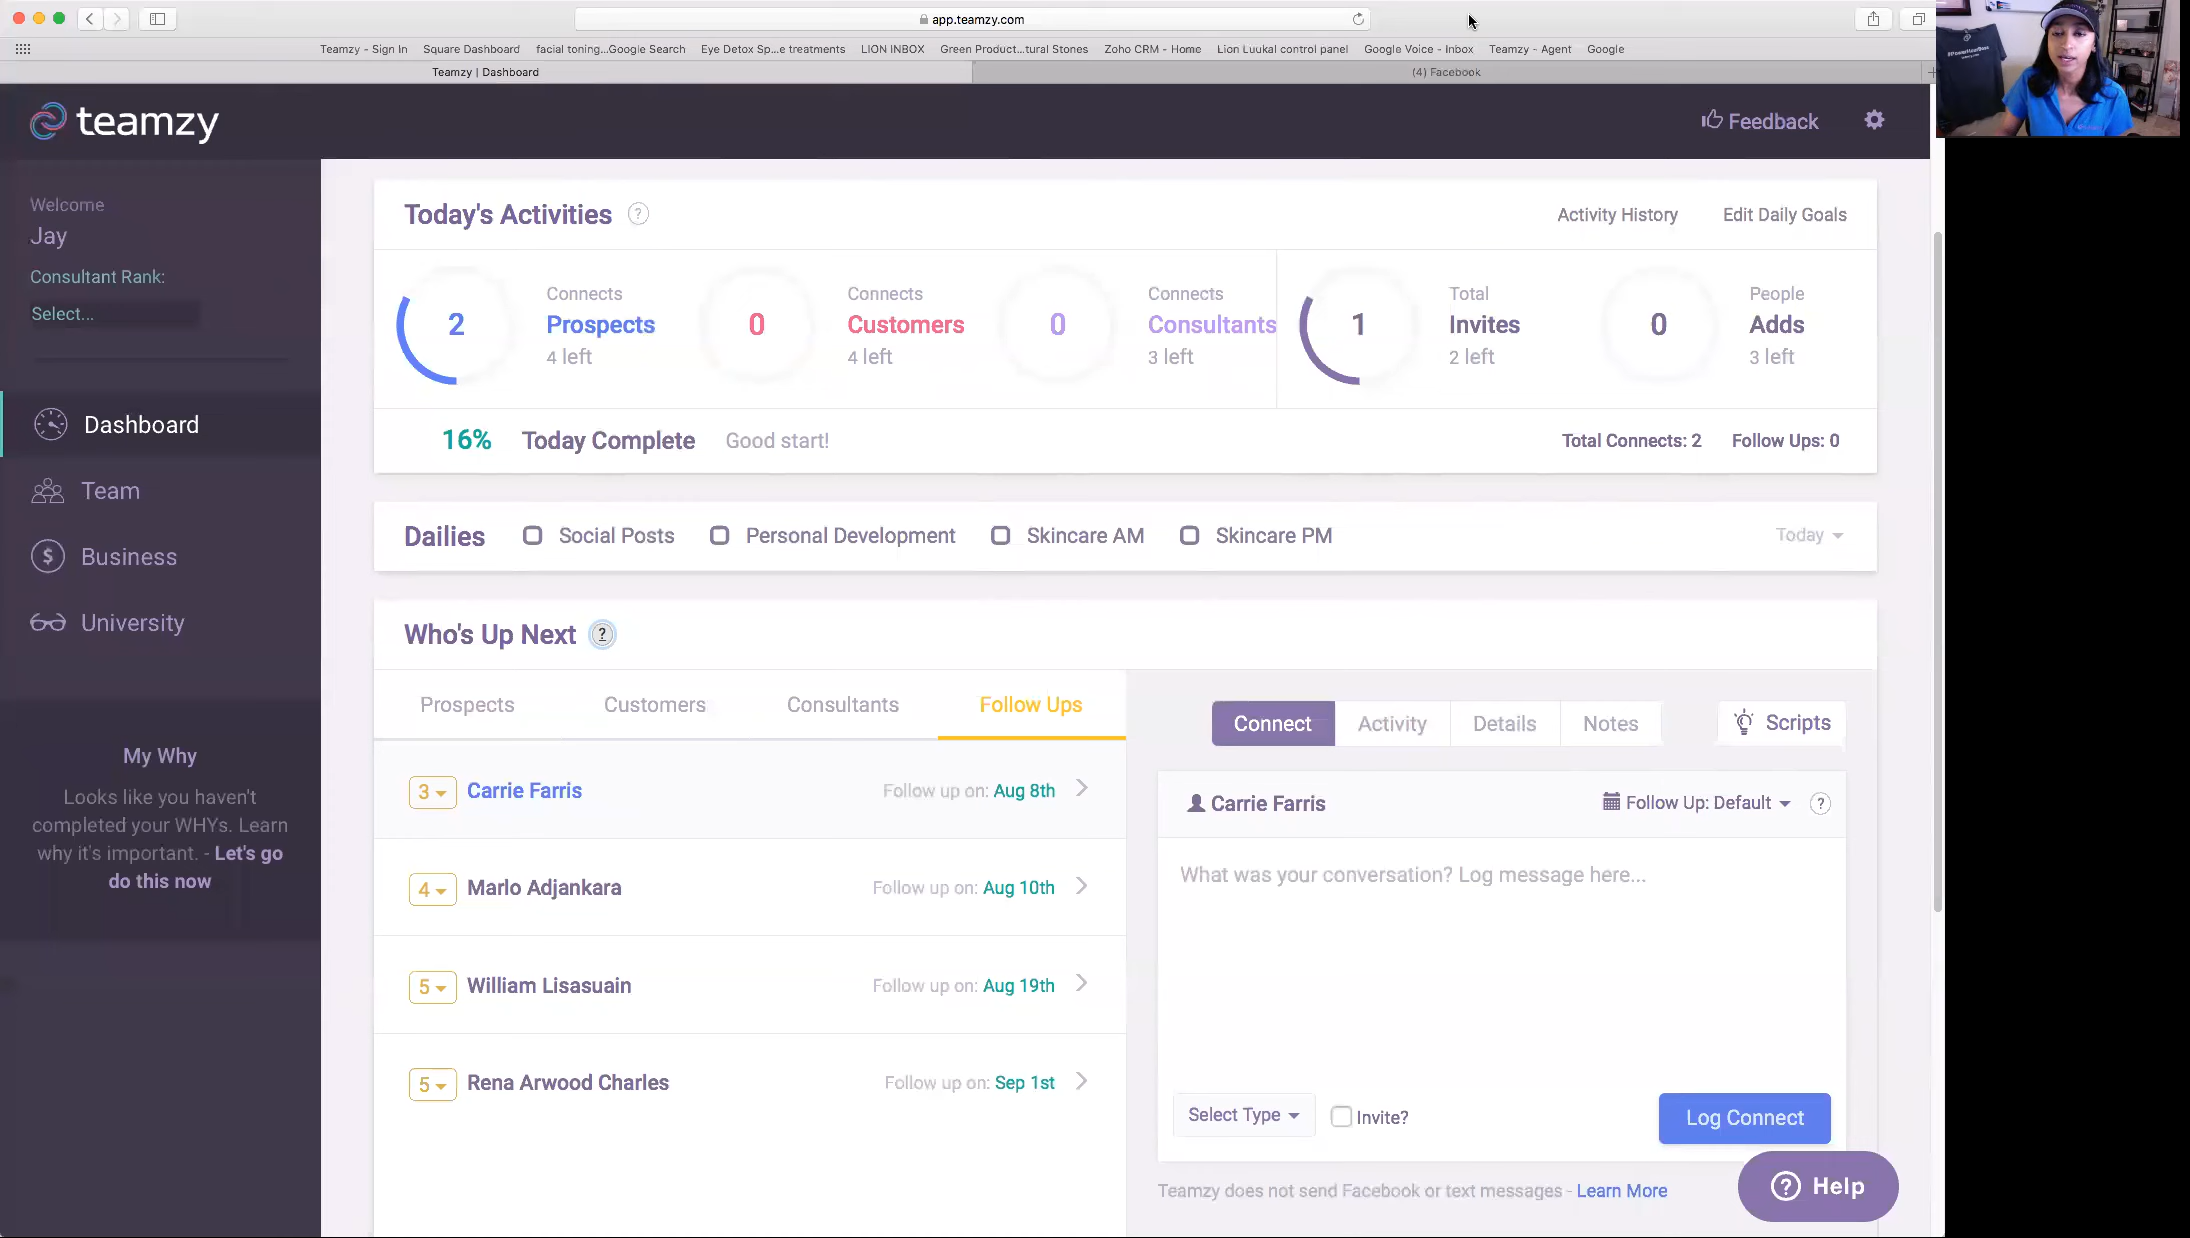 app.teamzy.com
Teamzy - Sign In Square Dashboard facial toning...Google Search Eye Detox Sp...e treatments LION INBOX Green Product...tural Stones Zoho CRM - Home Lion Luukal control panel Google Voice - Inbox Teamzy - Agent Google
Teamzy | Dashboard (4) Facebook
teamzy
Feedback
Welcome
Jay
Consultant Rank:
Select...
Dashboard
Team
Business
University
My Why
Looks like you haven't
completed your WHYs. Learn
why it's important. - Let's go
do this now
Today's Activities ?
Activity History Edit Daily Goals
2 Connects Prospects 4 left
0 Connects Customers 4 left
0 Connects Consultants 3 left
1 Total Invites 2 left
0 People Adds 3 left
16% Today Complete Good start!
Total Connects: 2 Follow Ups: 0
Dailies Social Posts Personal Development Skincare AM Skincare PM Today
Who's Up Next ?
Prospects Customers Consultants Follow Ups
3 Carrie Farris Follow up on: Aug 8th
4 Marlo Adjankara Follow up on: Aug 10th
5 William Lisasuain Follow up on: Aug 19th
5 Rena Arwood Charles Follow up on: Sep 1st
Connect Activity Details Notes Scripts
Carrie Farris Follow Up: Default ?
What was your conversation? Log message here...
Select Type Invite? Log Connect
Teamzy does not send Facebook or text messages - Learn More
? Help